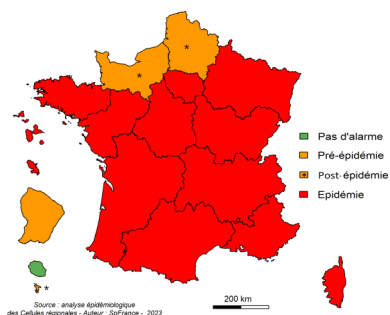 *
*
Pas d'alarme
Pré-épidémie
* Post-épidémie
Epidémie
*
Source : analyse épidémiologique
des Cellules régionales - Auteur : SpFrance - 2023
200 km